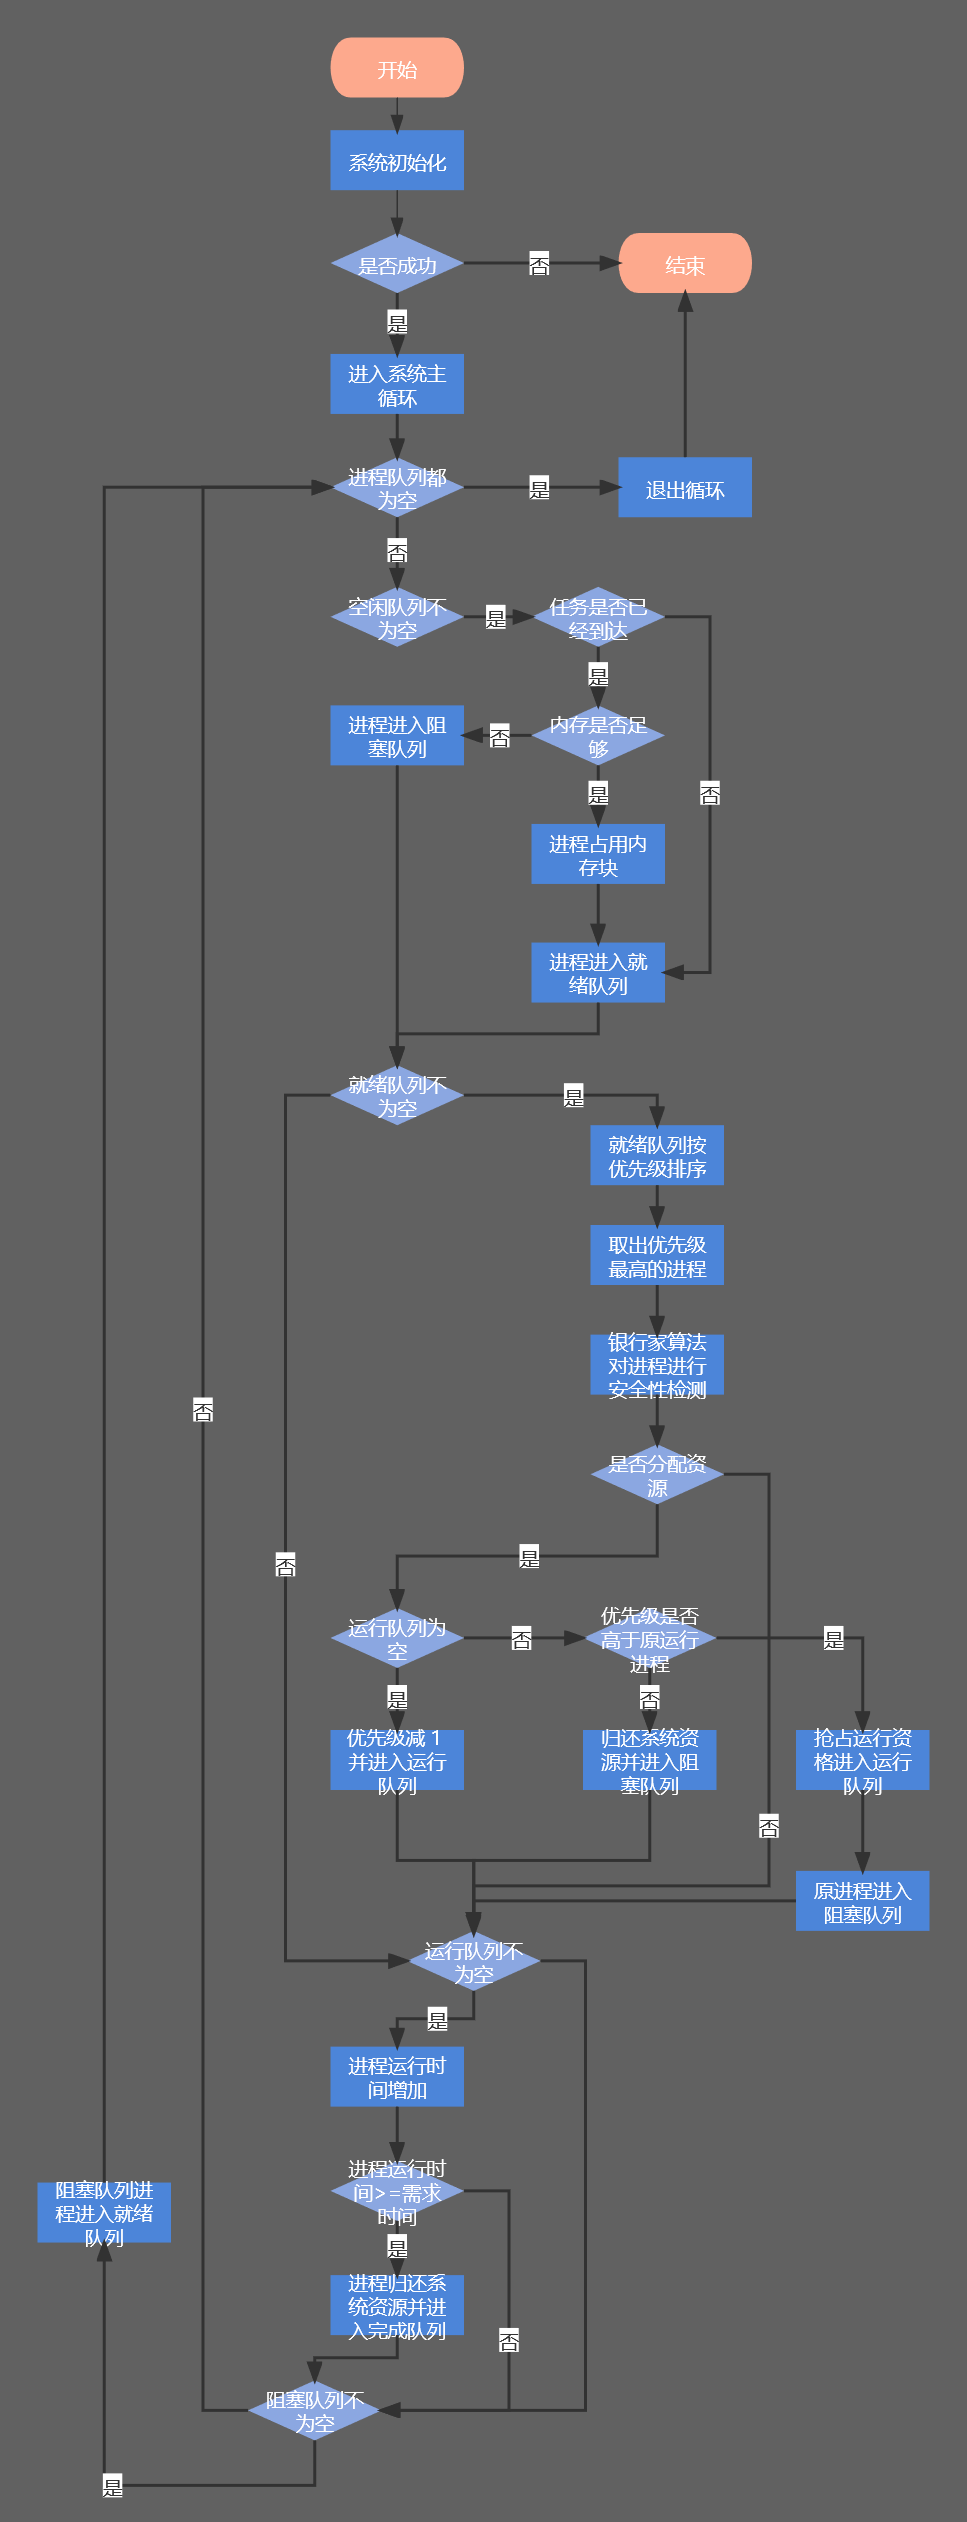 开始
系统初始化
是否成功
否
结束
是
进入系统主
循环
进程队列都
为空
是
退出循环
否
空闲队列不
为空
是
任务是否已
经到达
是
进程进入阻
塞队列
否
内存是否足
够
是
否
进程占用内
存块
进程进入就
绪队列
就绪队列不
为空
是
就绪队列按
优先级排序
取出优先级
最高的进程
银行家算法
对进程进行
安全性检测
否
是否分配资
源
是
否
运行队列为
空
否
优先级是否
高于原运行
进程
是
是
否
优先级减 1
并进入运行
队列
归还系统资
源并进入阻
塞队列
抢占运行资
格进入运行
队列
否
原进程进入
阻塞队列
运行队列不
为空
是
进程运行时
间增加
进程运行时
间>=需求
时间
阻塞队列进
程进入就绪
队列
是
进程归还系
统资源并进
入完成队列
否
阻塞队列不
为空
是